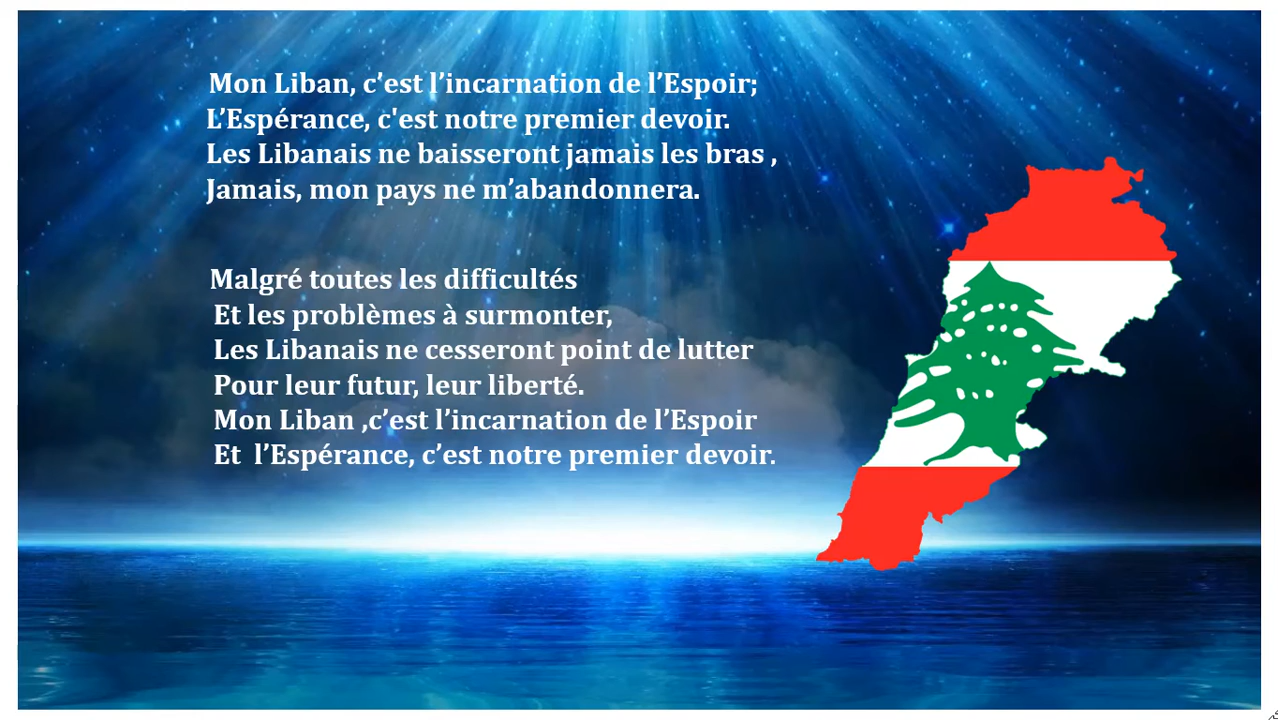 Mon Liban, c’est l’incarnation de l’Espoir;
L’Espérance, c'est notre premier devoir.
Les Libanais ne baisseront jamais les bras ,
Jamais, mon pays ne m’abandonnera.
Malgré toutes les difficultés
Et les problèmes à surmonter,
Les Libanais ne cesseront point de lutter
Pour leur futur, leur liberté.
Mon Liban ,c’est l’incarnation de l’Espoir
Et  l’Espérance, c’est notre premier devoir.